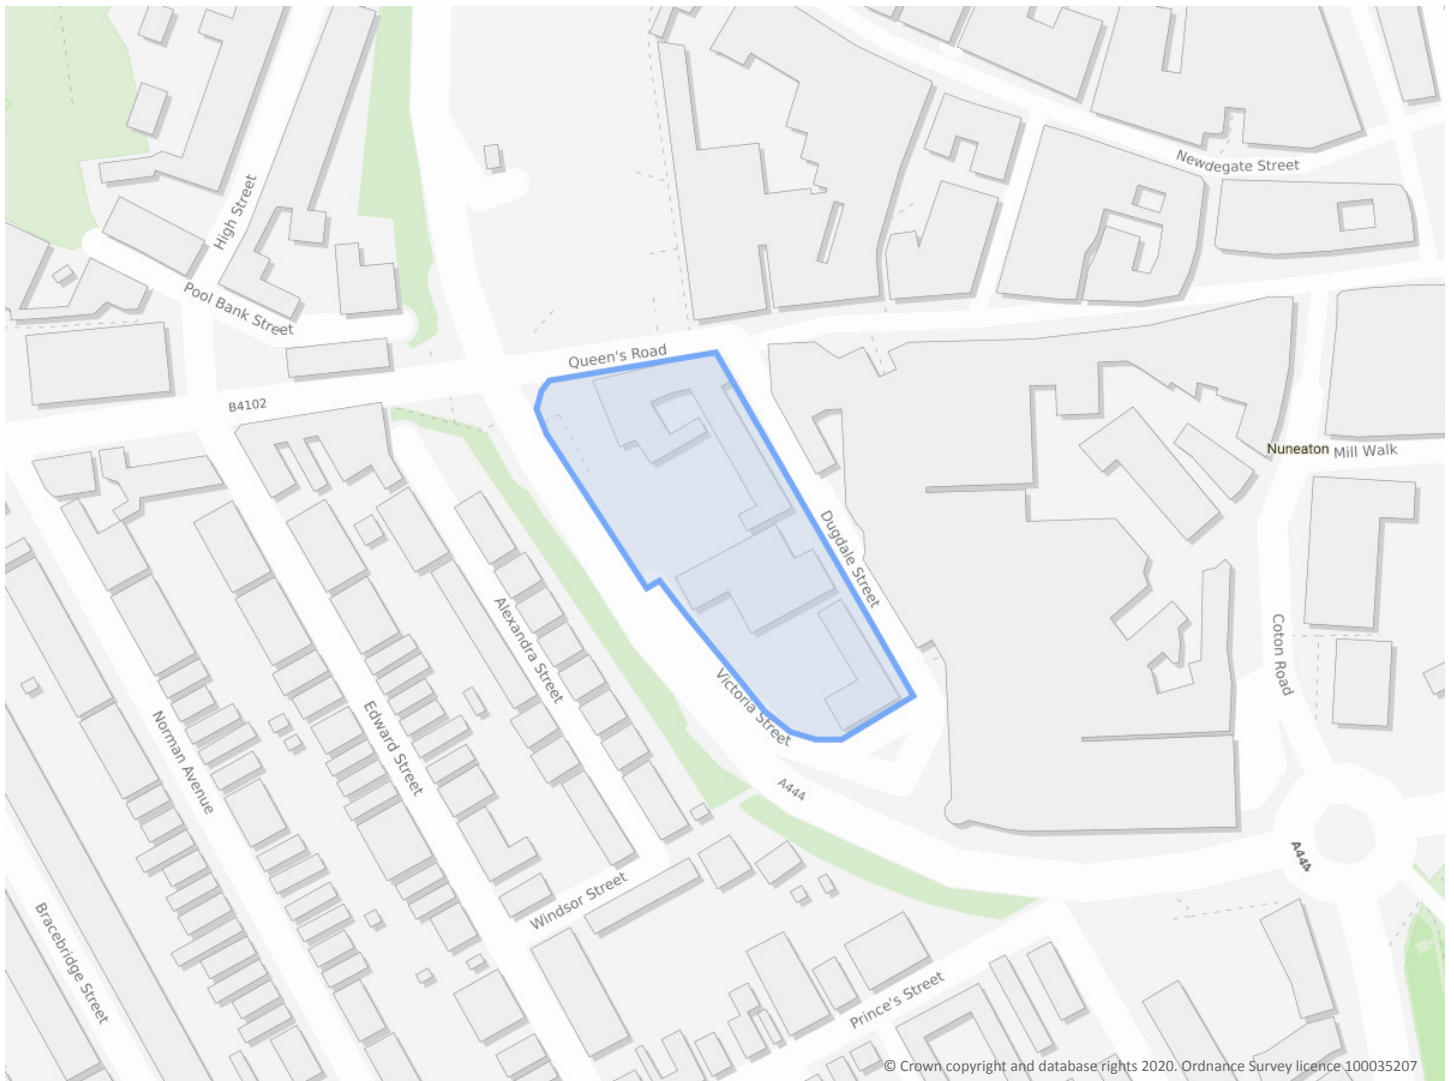 Newdegate Street
High Street
Pool Bank Street
Queen's Road
B4102
Nuneaton
Mill Walk
Dugdale Street
Alexandra Street
Coton Road
Victoria Street
Edward Street
Norman Avenue
A444
A444
Windsor Street
Bracebridge Street
Prince's Street
© Crown copyright and database rights 2020. Ordnance Survey licence 100035207